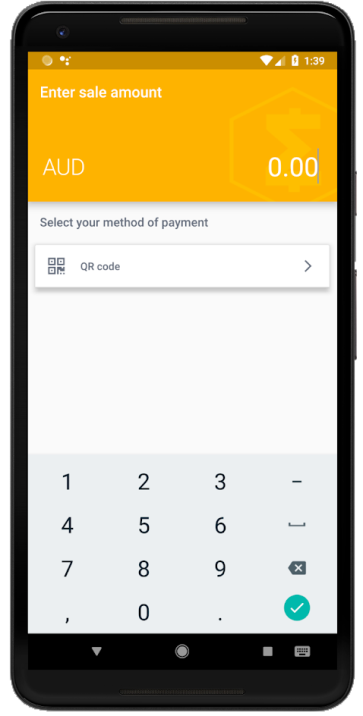 1:39
Enter sale amount
AUD 0.00
Select your method of payment
QR code
1 2 3 –
4 5 6
7 8 9
, 0 .